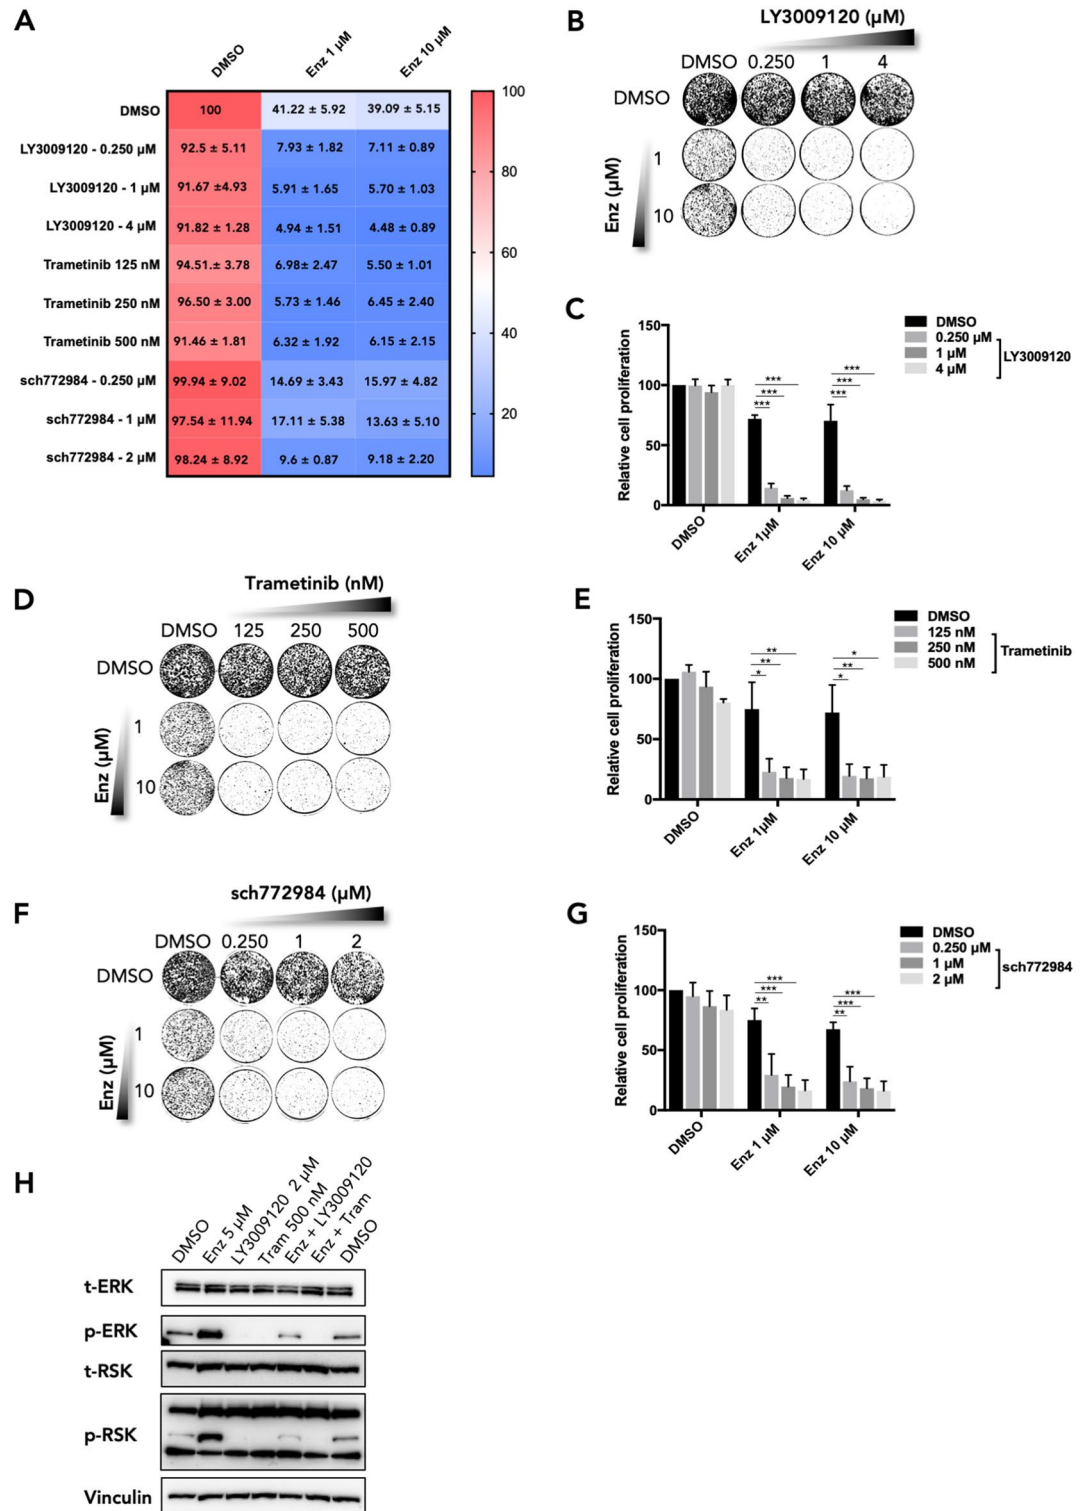 A
DMSO
Enz 1 µM
Enz 10 µM
DMSO 100 41.22 ± 5.92 39.09 ± 5.15
LY3009120 - 0.250 µM 92.5 ± 5.11 7.93 ± 1.82 7.11 ± 0.89
LY3009120 - 1 µM 91.67 ±4.93 5.91 ± 1.65 5.70 ± 1.03
LY3009120 - 4 µM 91.82 ± 1.28 4.94 ± 1.51 4.48 ± 0.89
Trametinib 125 nM 94.51.± 3.78 6.98± 2.47 5.50 ± 1.01
Trametinib 250 nM 96.50 ± 3.00 5.73 ± 1.46 6.45 ± 2.40
Trametinib 500 nM 91.46 ± 1.81 6.32 ± 1.92 6.15 ± 2.15
sch772984 - 0.250 µM 99.94 ± 9.02 14.69 ± 3.43 15.97 ± 4.82
sch772984 - 1 µM 97.54 ± 11.94 17.11 ± 5.38 13.63 ± 5.10
sch772984 - 2 µM 98.24 ± 8.92 9.6 ± 0.87 9.18 ± 2.20
100
80
60
40
20
B
LY3009120 (µM)
DMSO 0.250 1 4
DMSO
1
10
Enz (µM)
C
Relative cell proliferation
150
100
50
0
*** *** ***
*** *** ***
DMSO
Enz 1µM
Enz 10 µM
DMSO
0.250 µM
1 µM
4 µM
LY3009120
D
Trametinib (nM)
DMSO 125 250 500
DMSO
1
10
Enz (µM)
E
Relative cell proliferation
150
100
50
0
** ** *
* ** *
DMSO
Enz 1µM
Enz 10 µM
DMSO
125 nM
250 nM
500 nM
Trametinib
F
sch772984 (µM)
DMSO 0.250 1 2
DMSO
1
10
Enz (µM)
G
Relative cell proliferation
150
100
50
0
*** *** **
*** *** **
DMSO
Enz 1 µM
Enz 10 µM
DMSO
0.250 µM
1 µM
2 µM
sch772984
H
DMSO
Enz 5 µM
LY3009120 2 µM
Tram 500 nM
Enz + LY3009120
Enz + Tram
DMSO
t-ERK
p-ERK
t-RSK
p-RSK
Vinculin